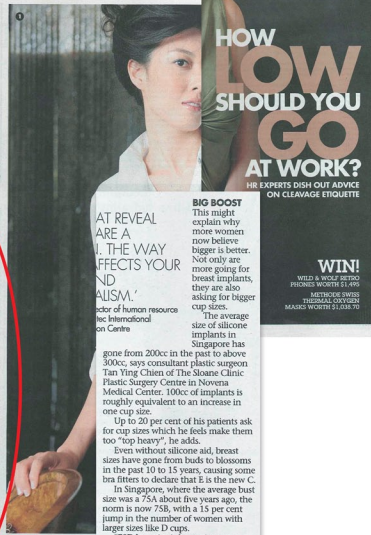 1
HOW
LOW
SHOULD YOU
GO
AT WORK?
HR EXPERTS DISH OUT ADVICE
ON CLEAVAGE ETIQUETTE
WIN!
WILD & WOLF RETRO
PHONES WORTH $1,495
METHODE SWISS
THERMAL OXYGEN
MASKS WORTH $1,038.70
AT REVEAL
ARE A
N. THE WAY
AFFECTS YOUR
ND
ALISM.'
ector of human resource
tec International
on Centre
BIG BOOST
This might
explain why
more women
now believe
bigger is better.
Not only are
more going for
breast implants,
they are also
asking for bigger
cup sizes.
The average
size of silicone
implants in
Singapore has
gone from 200cc in the past to above
300cc, says consultant plastic surgeon
Tan Ying Chien of The Sloane Clinic
Plastic Surgery Centre in Novena
Medical Center. 100cc of implants is
roughly equivalent to an increase in
one cup size.
Up to 20 per cent of his patients ask
for cup sizes which he feels make them
too "top heavy", he adds.
Even without silicone aid, breast
sizes have gone from buds to blossoms
in the past 10 to 15 years, causing some
bra fitters to declare that E is the new C.
In Singapore, where the average bust
size was a 75A about five years ago, the
norm is now 75B, with a 15 per cent
jump in the number of women with
larger sizes like D cups.